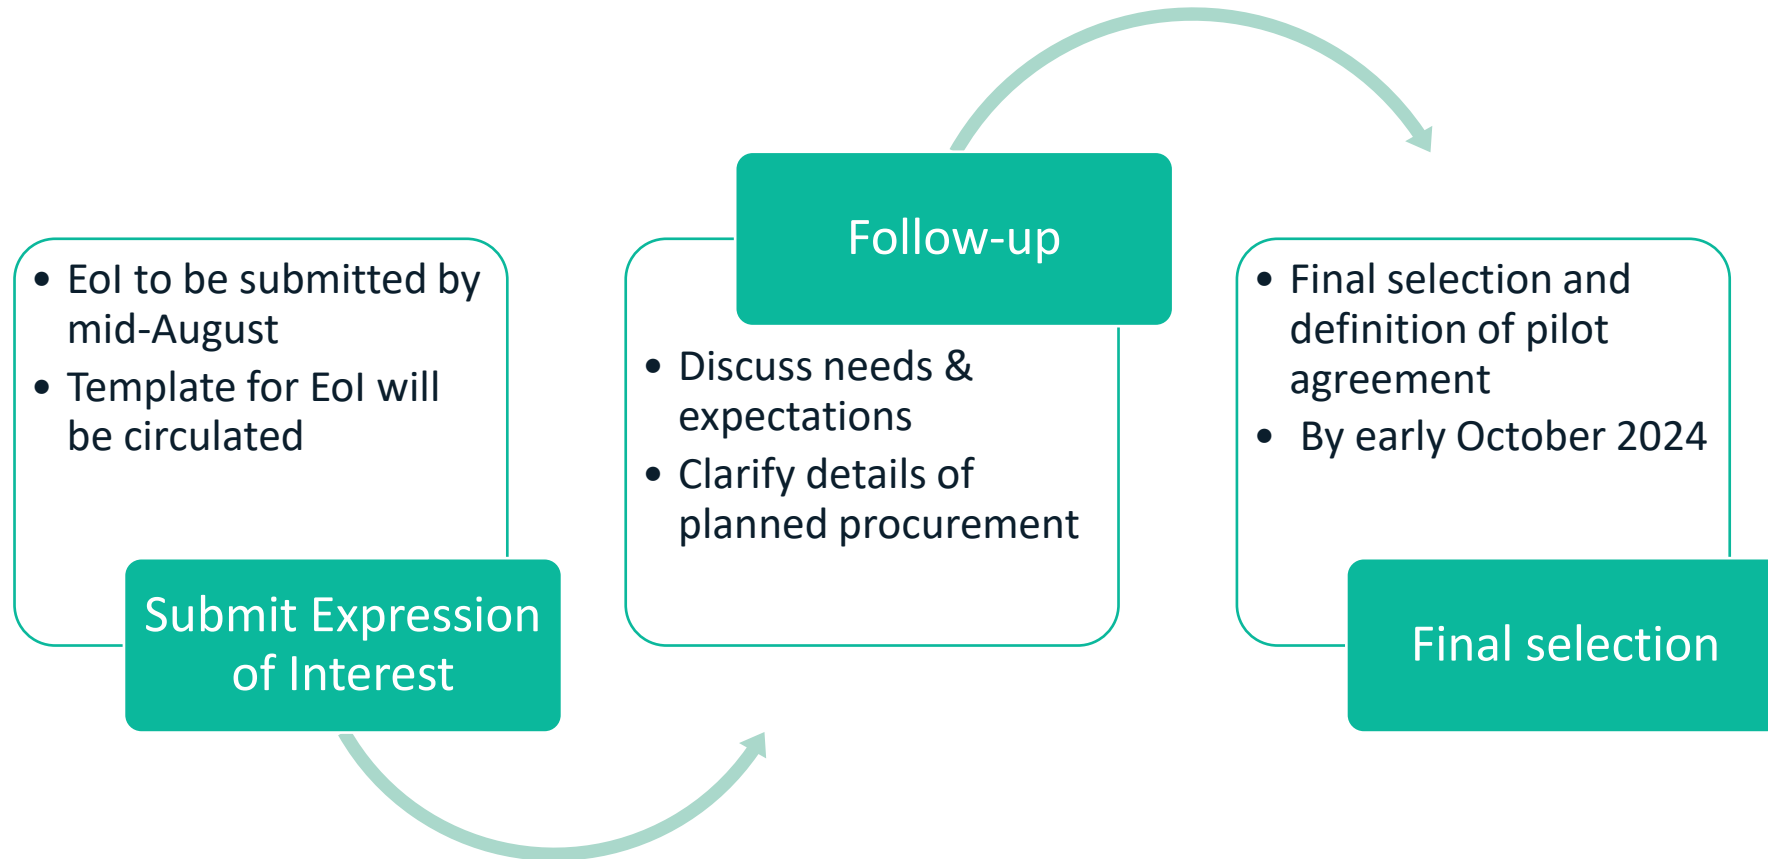 • EoI to be submitted by
mid-August
• Template for EoI will
be circulated
Submit Expression
of Interest
Follow-up
• Discuss needs &
expectations
• Clarify details of
planned procurement
• Final selection and
definition of pilot
agreement
• By early October 2024
Final selection